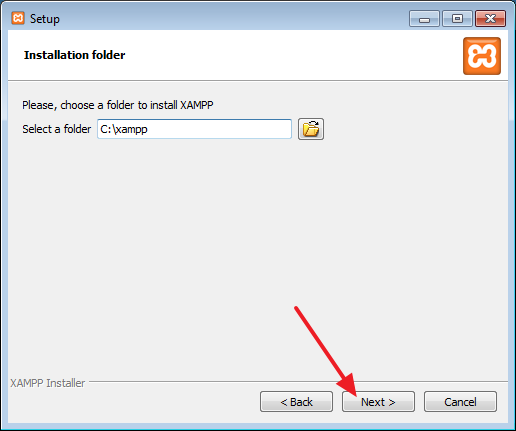 Setup
Installation folder
Please, choose a folder to install XAMPP
Select a folder C:\xampp
XAMPP Installer
< Back Next > Cancel